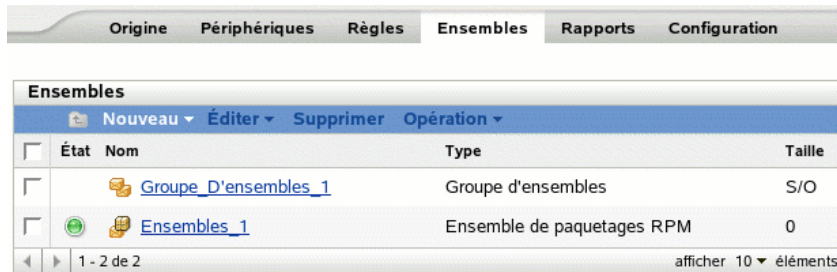 Origine Périphériques Règles Ensembles Rapports Configuration
Ensembles
Nouveau Éditer Supprimer Opération
État Nom Type Taille
Groupe_D'ensembles_1 Groupe d'ensembles S/O
Ensembles_1 Ensemble de paquetages RPM 0
1 - 2 de 2 afficher 10 éléments